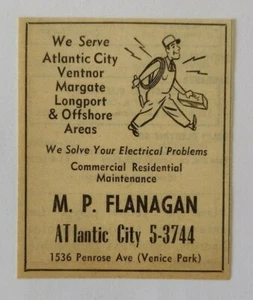 We Serve
Atlantic City
Ventnor
Margate
Longport
& Offshore
Areas
We Solve Your Electrical Problems
Commercial Residential
Maintenance
M. P. FLANAGAN
ATlantic City 5-3744
1536 Penrose Ave (Venice Park)